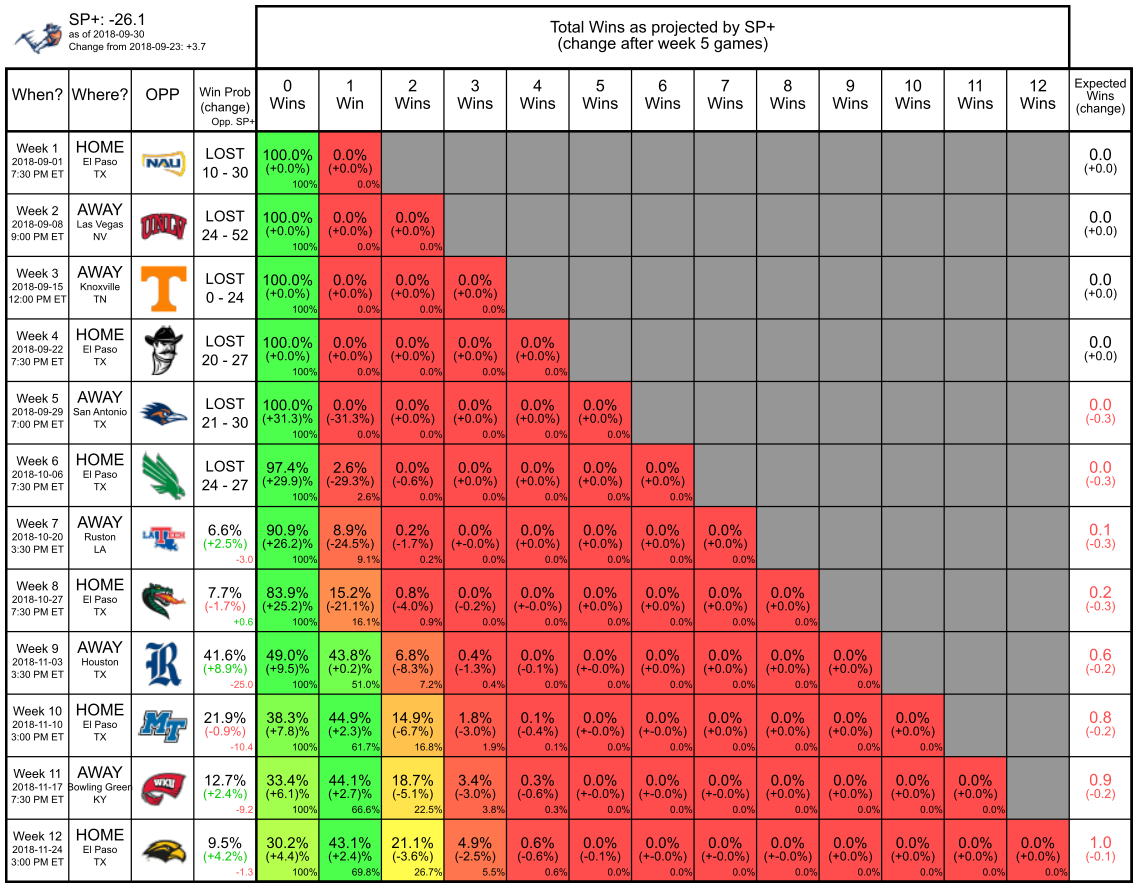 SP+: -26.1
as of 2018-09-30
Change from 2018-09-23: +3.7
Total Wins as projected by SP+
(change after week 5 games)
When? Where? OPP Win Prob (change) Opp. SP+ 0 Wins 1 Win 2 Wins 3 Wins 4 Wins 5 Wins 6 Wins 7 Wins 8 Wins 9 Wins 10 Wins 11 Wins 12 Wins Expected Wins (change)
Week 1 HOME NAU LOST 100.0% 0.0% 0.0
2018-09-01 El Paso 10 - 30 (+0.0%) (+0.0%) (+0.0)
7:30 PM ET TX 100% 0.0%
Week 2 AWAY UNLV LOST 100.0% 0.0% 0.0% 0.0
2018-09-08 Las Vegas 24 - 52 (+0.0%) (+0.0%) (+0.0%) (+0.0)
9:00 PM ET NV 100% 0.0% 0.0%
Week 3 AWAY T LOST 100.0% 0.0% 0.0% 0.0% 0.0
2018-09-15 Knoxville 0 - 24 (+0.0%) (+0.0%) (+0.0%) (+0.0%) (+0.0)
12:00 PM ET TN 100% 0.0% 0.0% 0.0%
Week 4 HOME LOST 100.0% 0.0% 0.0% 0.0% 0.0% 0.0
2018-09-22 El Paso 20 - 27 (+0.0%) (+0.0%) (+0.0%) (+0.0%) (+0.0%) (+0.0)
7:30 PM ET TX 100% 0.0% 0.0% 0.0% 0.0%
Week 5 AWAY LOST 100.0% 0.0% 0.0% 0.0% 0.0% 0.0% 0.0
2018-09-29 San Antonio 21 - 30 (+31.3)% (-31.3%) (+0.0%) (+0.0%) (+0.0%) (+0.0%) (-0.3)
7:00 PM ET TX 100% 0.0% 0.0% 0.0% 0.0% 0.0%
Week 6 HOME LOST 97.4% 2.6% 0.0% 0.0% 0.0% 0.0% 0.0% 0.0
2018-10-06 El Paso 24 - 27 (+29.9)% (-29.3%) (-0.6%) (+0.0%) (+0.0%) (+0.0%) (+0.0%) (-0.3)
7:30 PM ET TX 100% 2.6% 0.0% 0.0% 0.0% 0.0% 0.0%
Week 7 AWAY LA TECH 6.6% 90.9% 8.9% 0.2% 0.0% 0.0% 0.0% 0.0% 0.0% 0.1
2018-10-20 Ruston (+2.5%) (+26.2)% (-24.5%) (-1.7%) (+-0.0%) (+0.0%) (+0.0%) (+0.0%) (+0.0%) (-0.3)
3:30 PM ET LA -3.0 100% 9.1% 0.2% 0.0% 0.0% 0.0% 0.0% 0.0%
Week 8 HOME 7.7% 83.9% 15.2% 0.8% 0.0% 0.0% 0.0% 0.0% 0.0% 0.0% 0.2
2018-10-27 El Paso (-1.7%) (+25.2)% (-21.1%) (-4.0%) (-0.2%) (+-0.0%) (+0.0%) (+0.0%) (+0.0%) (+0.0%) (-0.3)
7:30 PM ET TX +0.6 100% 16.1% 0.9% 0.0% 0.0% 0.0% 0.0% 0.0% 0.0%
Week 9 AWAY R 41.6% 49.0% 43.8% 6.8% 0.4% 0.0% 0.0% 0.0% 0.0% 0.0% 0.0% 0.6
2018-11-03 Houston (+8.9%) (+9.5)% (+0.2)% (-8.3%) (-1.3%) (-0.1%) (+-0.0%) (+0.0%) (+0.0%) (+0.0%) (+0.0%) (-0.2)
3:30 PM ET TX -25.0 100% 51.0% 7.2% 0.4% 0.0% 0.0% 0.0% 0.0% 0.0% 0.0%
Week 10 HOME MT 21.9% 38.3% 44.9% 14.9% 1.8% 0.1% 0.0% 0.0% 0.0% 0.0% 0.0% 0.0% 0.8
2018-11-10 El Paso (-0.9%) (+7.8)% (+2.3)% (-6.7%) (-3.0%) (-0.4%) (+-0.0%) (+-0.0%) (+0.0%) (+0.0%) (+0.0%) (+0.0%) (-0.2)
3:00 PM ET TX -10.4 100% 61.7% 16.8% 1.9% 0.1% 0.0% 0.0% 0.0% 0.0% 0.0% 0.0%
Week 11 AWAY WKU 12.7% 33.4% 44.1% 18.7% 3.4% 0.3% 0.0% 0.0% 0.0% 0.0% 0.0% 0.0% 0.0% 0.9
2018-11-17 Bowling Green (+2.4%) (+6.1)% (+2.7)% (-5.1%) (-3.0%) (-0.6%) (+-0.0%) (+-0.0%) (+-0.0%) (+0.0%) (+0.0%) (+0.0%) (+0.0%) (-0.2)
7:30 PM ET KY -9.2 100% 66.6% 22.5% 3.8% 0.3% 0.0% 0.0% 0.0% 0.0% 0.0% 0.0% 0.0%
Week 12 HOME 9.5% 30.2% 43.1% 21.1% 4.9% 0.6% 0.0% 0.0% 0.0% 0.0% 0.0% 0.0% 0.0% 0.0% 1.0
2018-11-24 El Paso (+4.2%) (+4.4)% (+2.4)% (-3.6%) (-2.5%) (-0.6%) (-0.1%) (+-0.0%) (+-0.0%) (+-0.0%) (+0.0%) (+0.0%) (+0.0%) (+0.0%) (-0.1)
3:00 PM ET TX -1.3 100% 69.8% 26.7% 5.5% 0.6% 0.0% 0.0% 0.0% 0.0% 0.0% 0.0% 0.0% 0.0%